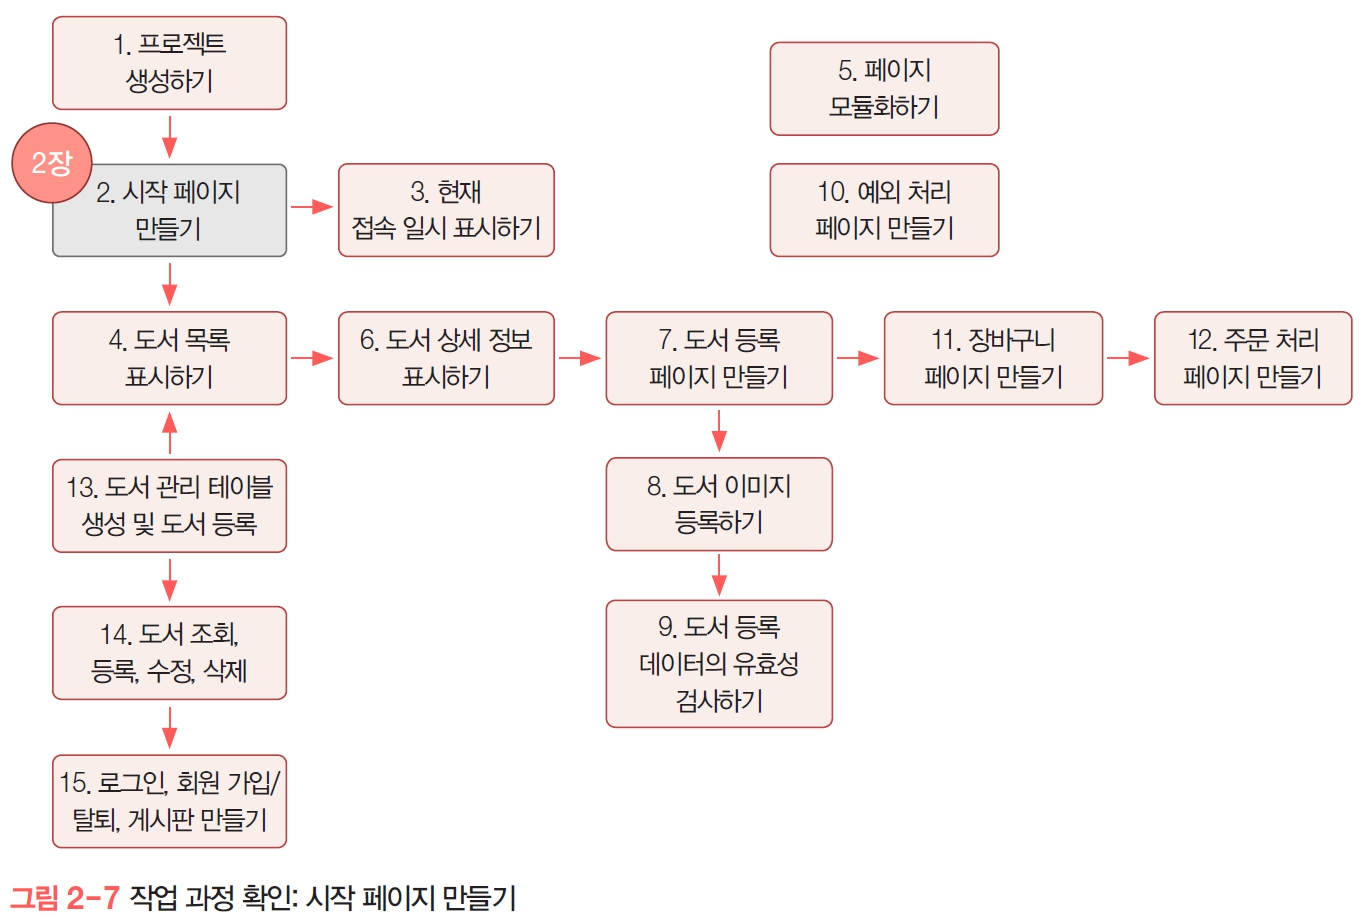 1. 프로젝트
생성하기
5. 페이지
모듈화하기
2장
2. 시작 페이지
만들기
3. 현재
접속 일시 표시하기
10. 예외 처리
페이지 만들기
4. 도서 목록
표시하기
6. 도서 상세 정보
표시하기
7. 도서 등록
페이지 만들기
11. 장바구니
페이지 만들기
12. 주문 처리
페이지 만들기
13. 도서 관리 테이블
생성 및 도서 등록
8. 도서 이미지
등록하기
14. 도서 조회,
등록, 수정, 삭제
9. 도서 등록
데이터의 유효성
검사하기
15. 로그인, 회원 가입/
탈퇴, 게시판 만들기
그림 2-7 작업 과정 확인: 시작 페이지 만들기